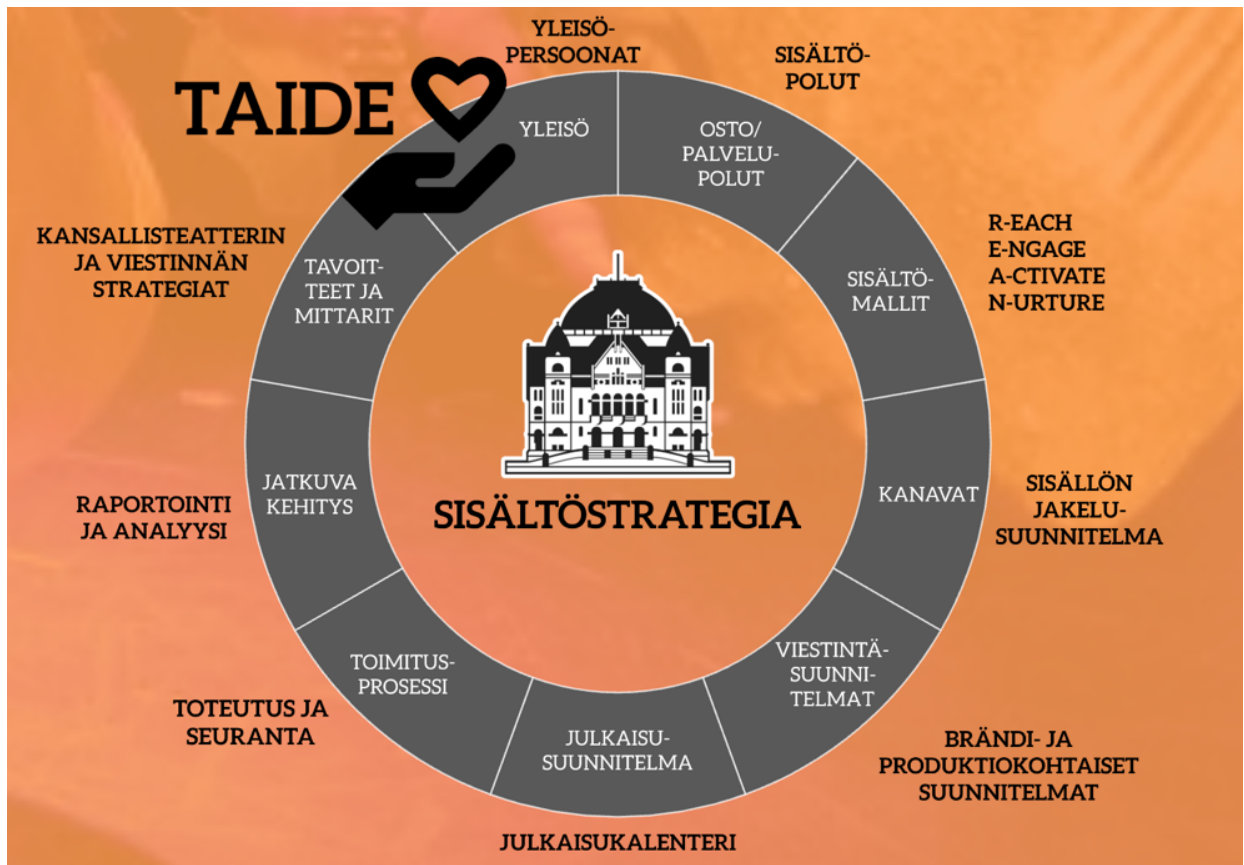 TAIDE
YLEISÖ-
PERSOONAT
YLEISÖ
SISÄLTÖ-
POLUT
OSTO/
PALVELU-
POLUT
R-EACH
E-NGAGE
A-CTIVATE
N-URTURE
SISÄLTÖ-
MALLIT
SISÄLLÖN
JAKELU-
SUUNNITELMA
KANAVAT
BRÄNDI- JA
PRODUKTIOKOHTAISET
SUUNNITELMAT
VIESTINTÄ-
SUUNNI-
TELMAT
JULKAISUKALENTERI
JULKAISU-
SUUNNITELMA
TOTEUTUS JA
SEURANTA
TOIMITUS-
PROSESSI
RAPORTOINTI
JA ANALYYSI
JATKUVA
KEHITYS
KANSALLISTEATTERIN
JA VIESTINNÄN
STRATEGIAT
TAVOIT-
TEET JA
MITTARIT
SISÄLTÖSTRATEGIA